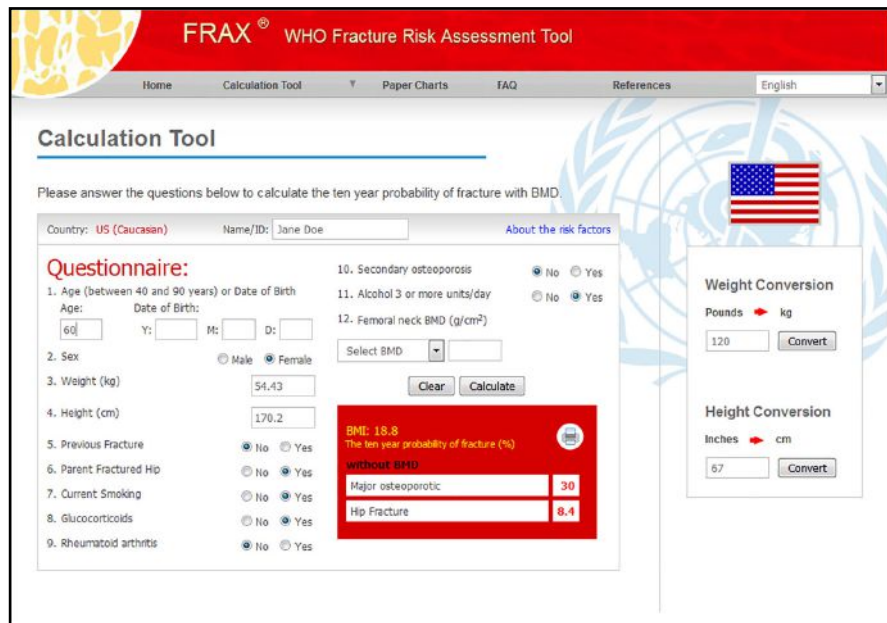 FRAX ® WHO Fracture Risk Assessment Tool
Home Calculation Tool ▼ Paper Charts FAQ References English
Calculation Tool
Please answer the questions below to calculate the ten year probability of fracture with BMD.
Country: US (Caucasian) Name/ID: Jane Doe About the risk factors
Questionnaire:
1. Age (between 40 and 90 years) or Date of Birth
Age: Date of Birth:
60 Y: M: D:
2. Sex Male Female
3. Weight (kg) 54.43
4. Height (cm) 170.2
5. Previous Fracture No Yes
6. Parent Fractured Hip No Yes
7. Current Smoking No Yes
8. Glucocorticoids No Yes
9. Rheumatoid arthritis No Yes
10. Secondary osteoporosis No Yes
11. Alcohol 3 or more units/day No Yes
12. Femoral neck BMD (g/cm²)
Select BMD
Clear Calculate
BMI: 18.8
The ten year probability of fracture (%)
without BMD
Major osteoporotic 30
Hip Fracture 8.4
Weight Conversion
Pounds kg
120 Convert
Height Conversion
Inches cm
67 Convert